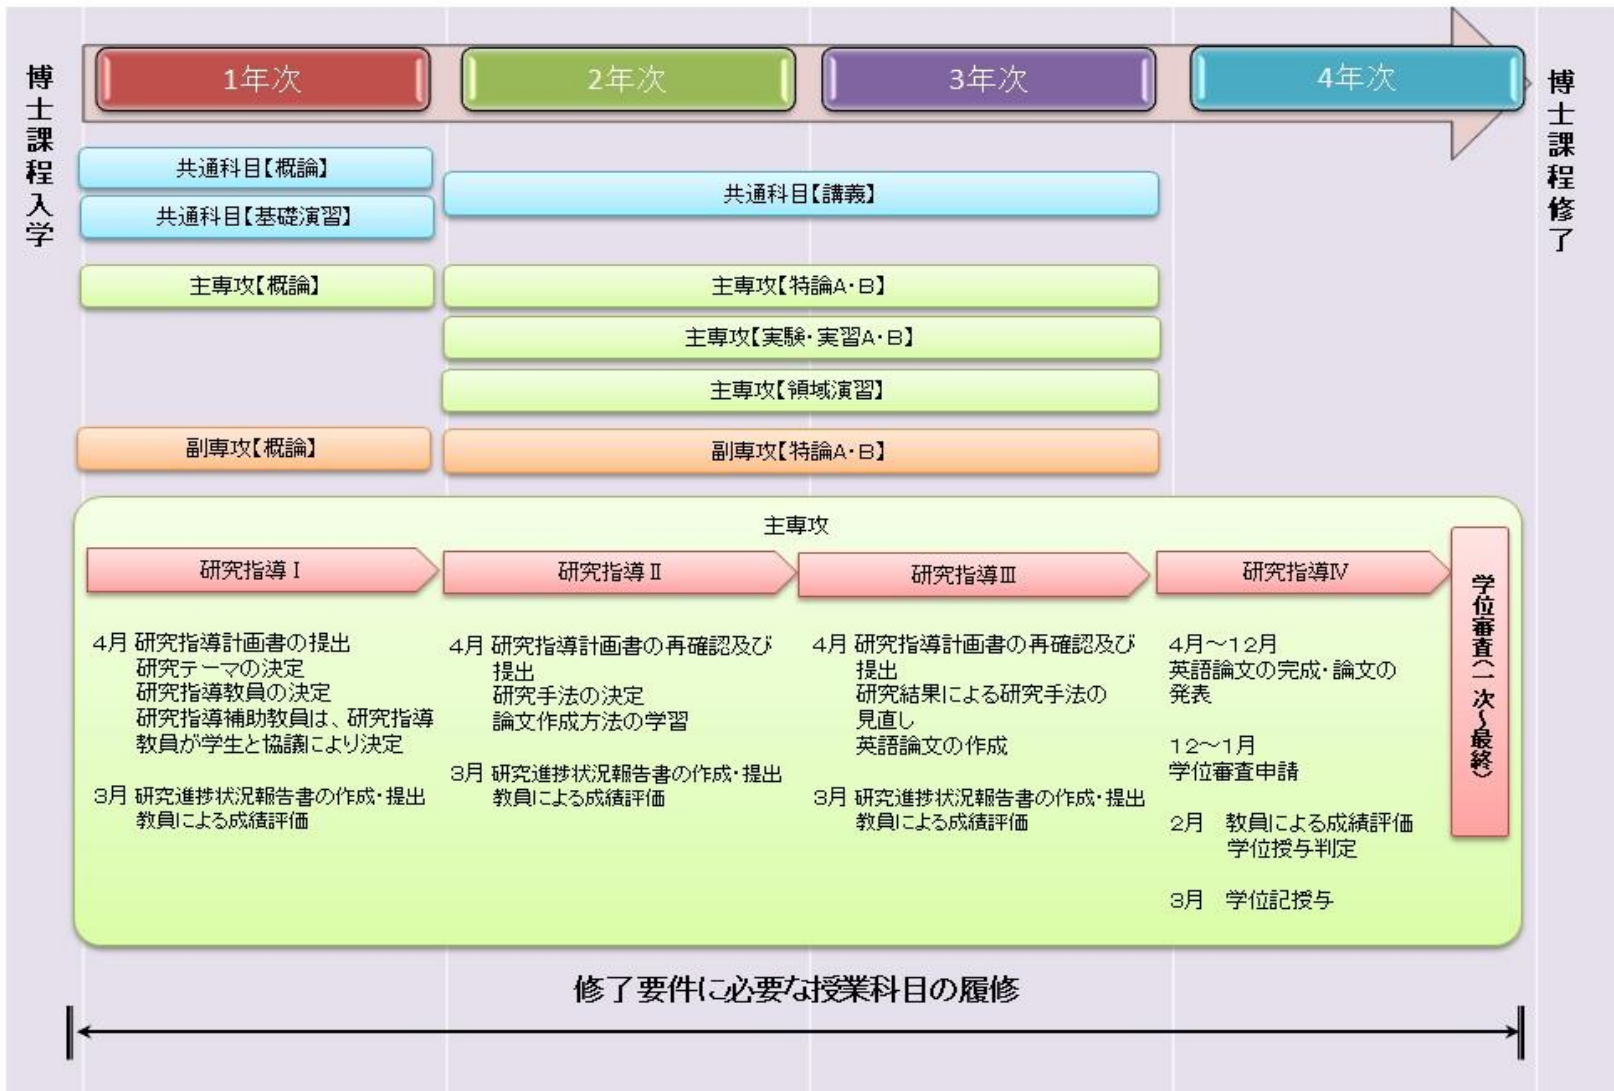 博士課程入学
1年次
2年次
3年次
4年次
博士課程修了
共通科目【概論】
共通科目【基礎演習】
共通科目【講義】
主専攻【概論】
主専攻【特論A・B】
主専攻【実験・実習A・B】
主専攻【領域演習】
副専攻【概論】
副専攻【特論A・B】
主専攻
研究指導Ⅰ
研究指導Ⅱ
研究指導Ⅲ
研究指導Ⅳ
学位審査(一次~最終)
4月 研究指導計画書の提出
研究テーマの決定
研究指導教員の決定
研究指導補助教員は、研究指導
教員が学生と協議により決定
3月 研究進捗状況報告書の作成・提出
教員による成績評価
4月 研究指導計画書の再確認及び
提出
研究手法の決定
論文作成方法の学習
3月 研究進捗状況報告書の作成・提出
教員による成績評価
4月 研究指導計画書の再確認及び
提出
研究結果による研究手法の
見直し
英語論文の作成
3月 研究進捗状況報告書の作成・提出
教員による成績評価
4月~12月
英語論文の完成・論文の
発表
12~1月
学位審査申請
2月 教員による成績評価
学位授与判定
3月 学位記授与
修了要件に必要な授業科目の履修